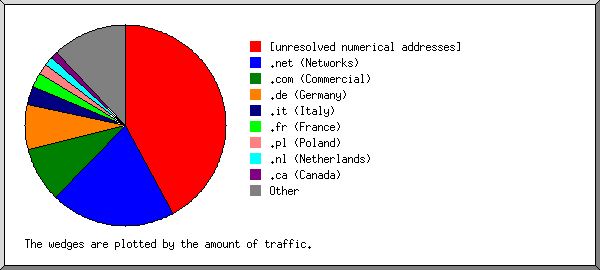 [unresolved numerical addresses]
.net (Networks)
.com (Commercial)
.de (Germany)
.it (Italy)
.fr (France)
.pl (Poland)
.nl (Netherlands)
.ca (Canada)
Other
The wedges are plotted by the amount of traffic.